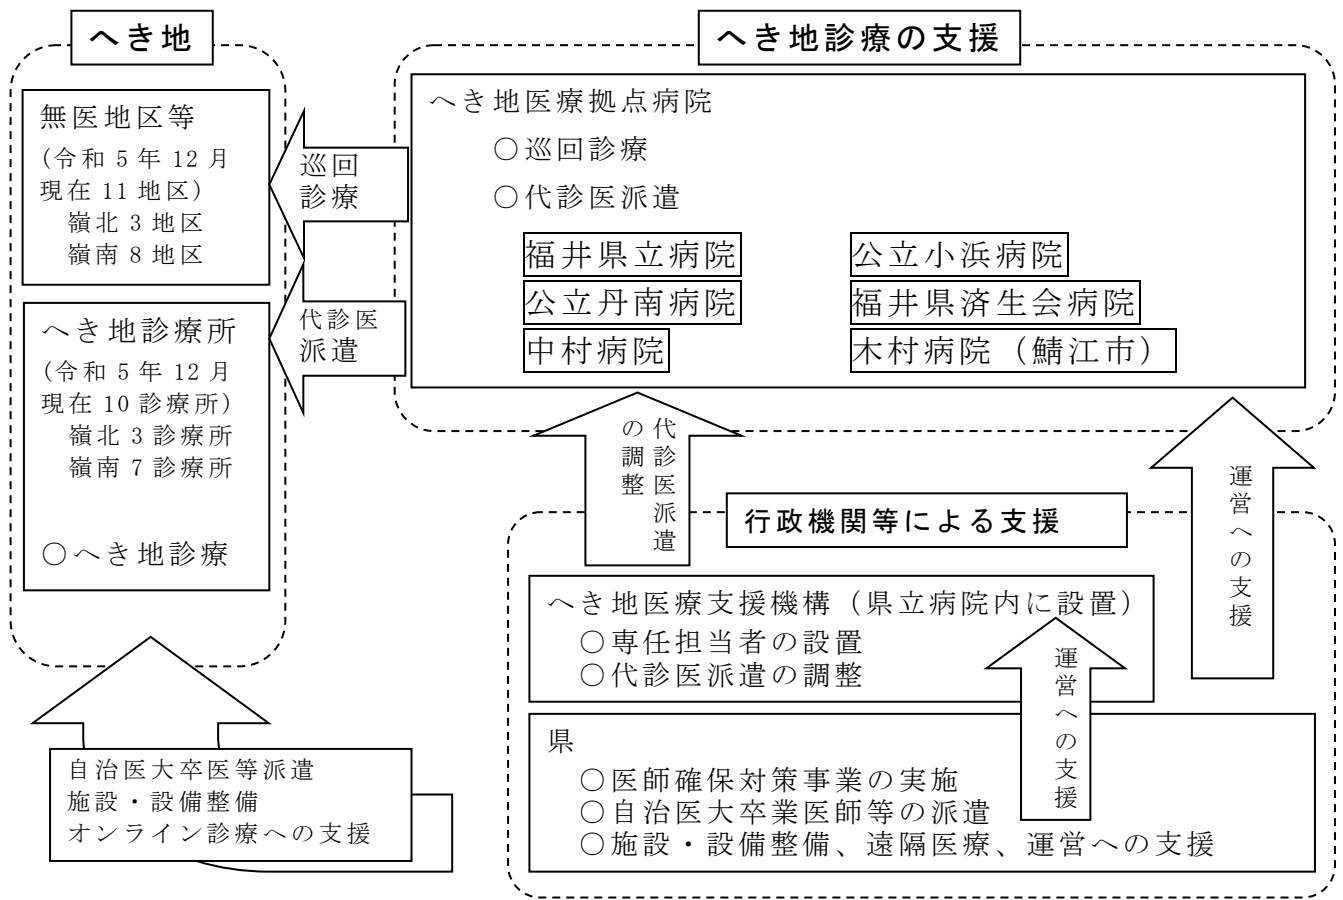 へき地
無医地区等
(令和 5 年 12 月
現在 11 地区)
嶺北 3 地区
嶺南 8 地区
へき地診療所
(令和 5 年 12 月
現在 10 診療所)
嶺北 3 診療所
嶺南 7 診療所
○へき地診療
巡回
診療
代診医
派遣
へき地診療の支援
へき地医療拠点病院
○巡回診療
○代診医派遣
福井県立病院
公立小浜病院
公立丹南病院
福井県済生会病院
中村病院
木村病院（鯖江市）
代診医派遣
の調整
運営への支援
行政機関等による支援
へき地医療支援機構（県立病院内に設置）
○専任担当者の設置
○代診医派遣の調整
運営への支援
県
○医師確保対策事業の実施
○自治医大卒業医師等の派遣
○施設・設備整備、遠隔医療、運営への支援
自治医大卒医等派遣
施設・設備整備
オンライン診療への支援